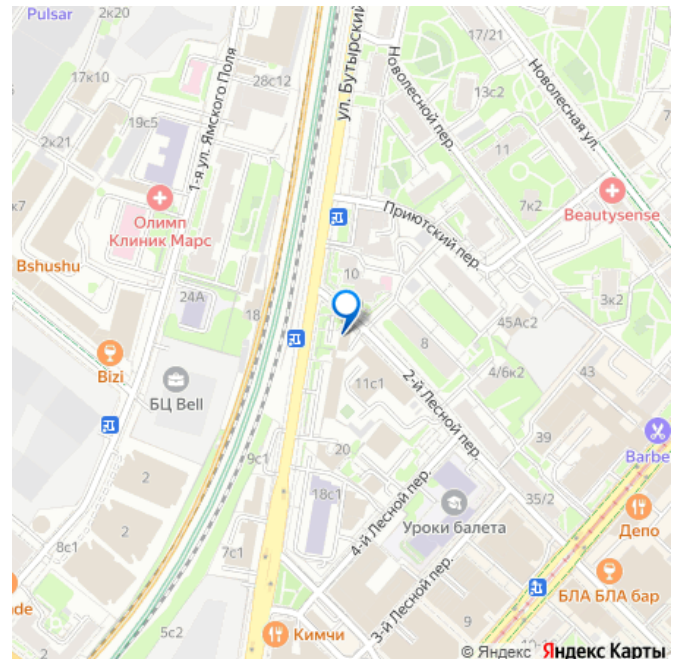 Pulsar
2к20
17к10
28с12
19с5
2к21
1-я ул. Ямского Поля
ул. Бутырский
Новолесной пер.
17/21
13с2
Новолесная ул.
11
7к2
Beautysense
Приютский пер.
Олимп
Клиник Марс
Bshushu
24А
18
10
3к2
45Ас2
8
4/6к2
43
Bizi
БЦ Bell
11с1
2-й Лесной пер.
39
Barbe
20
9с1
18с1
4-й Лесной пер.
Уроки балета
35/2
Депо
2
2
8с1
7с1
3-й Лесной пер.
БЛА БЛА бар
5с2
Кимчи
9
© Яндекс Яндекс Карты